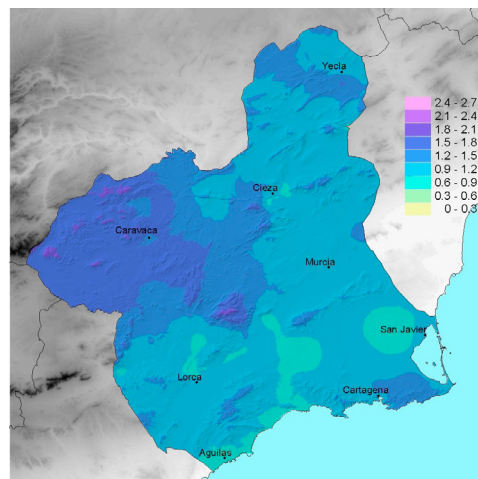 Yecla
2.4 - 2.7
2.1 - 2.4
1.8 - 2.1
1.5 - 1.8
1.2 - 1.5
0.9 - 1.2
0.6 - 0.9
0.3 - 0.6
0 - 0.3
Cieza
Caravaca
Murcia
San Javier
Lorca
Cartagena
Aguilas